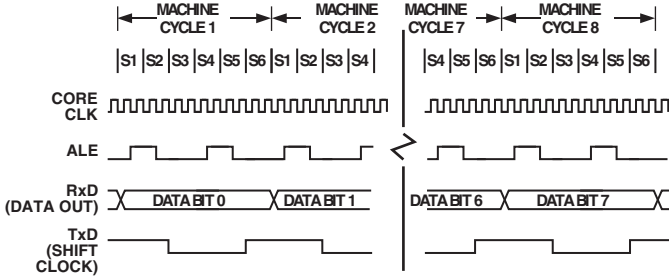 MACHINE CYCLE 1
MACHINE CYCLE 2
MACHINE CYCLE 7
MACHINE CYCLE 8
S1 S2 S3 S4 S5 S6 S1 S2 S3 S4 S4 S5 S6 S1 S2 S3 S4 S5 S6
CORE CLK
ALE
RxD (DATA OUT)
DATA BIT 0 DATA BIT 1 DATA BIT 6 DATA BIT 7
TxD (SHIFT CLOCK)